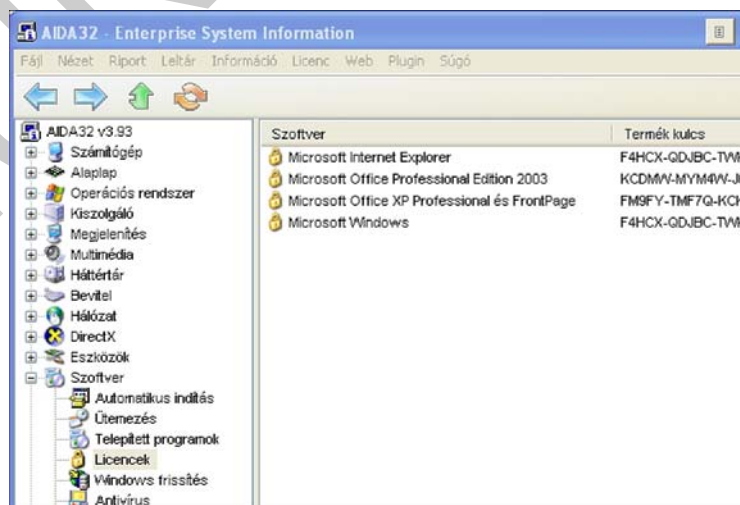 AIDA32 - Enterprise System Information
Fájl Nézet Riport Leltár Információ Licenc Web Plugin Súgó
AIDA32 v3.93
Számítógép
Alaplap
Operációs rendszer
Kiszolgáló
Megjelenítés
Multimédia
Háttértár
Bevitel
Hálózat
DirectX
Eszközök
Szoftver
Automatikus indítás
Ütemezés
Telepített programok
Licencek
Windows frissítés
Antivírus
Szoftver Termék kulcs
Microsoft Internet Explorer F4HCX-QDJBC-
Microsoft Office Professional Edition 2003 KCDMW-MYM4W-
Microsoft Office XP Professional és FrontPage FM9FY-TMF7Q-
Microsoft Windows F4HCX-QDJBC-